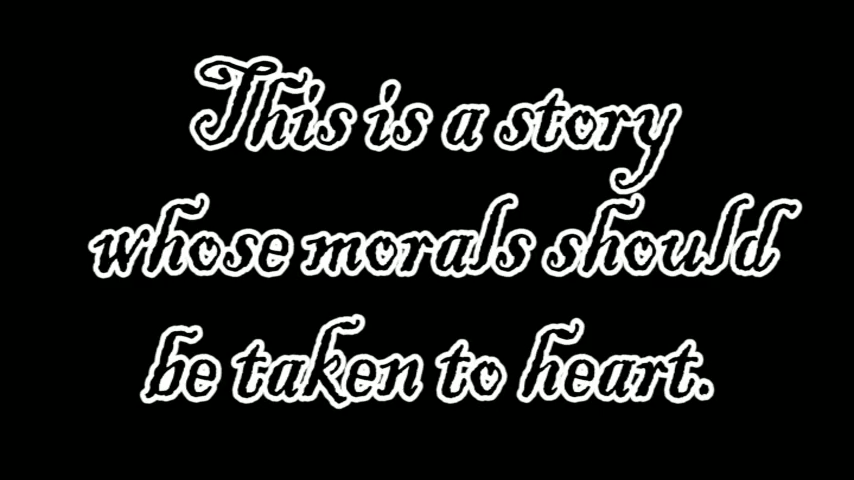 This is a story
whose morals should
be taken to heart.